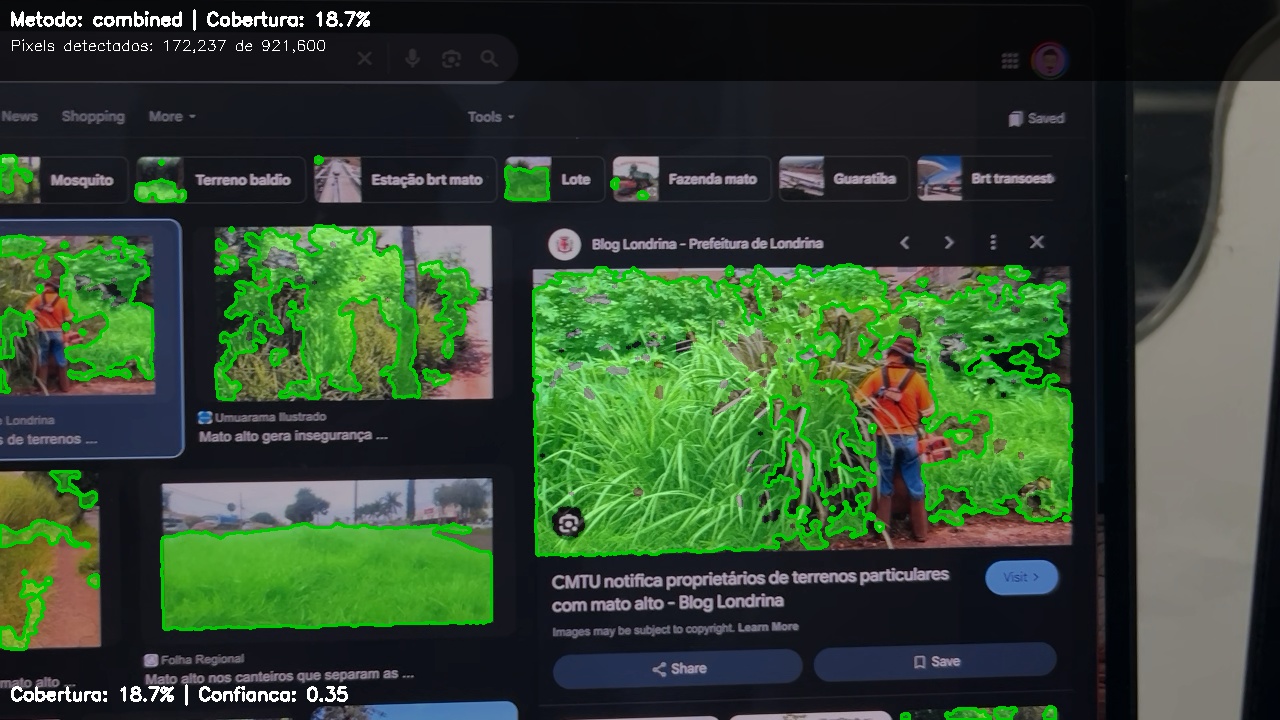 Metodo: combined | Cobertura: 18.7%
Pixels detectados: 172,237 de 921,600
News
Shopping
More
Tools
Saved
Mosquito
Terreno baldio
Estação brt mato
Lote
Fazenda mato
Guaratiba
Brt transoest
Blog Londrina - Prefeitura de Londrina
Londrina
s de terrenos ...
Umuarama Ilustrado
Mato alto gera insegurança ...
CMTU notifica proprietários de terrenos particulares
com mato alto - Blog Londrina
Visit >
Images may be subject to copyright. Learn More
Share
Save
mato alto ...
Folha Regional
Mato alto nos canteiros que separam as ...
Cobertura: 18.7% | Confianca: 0.35